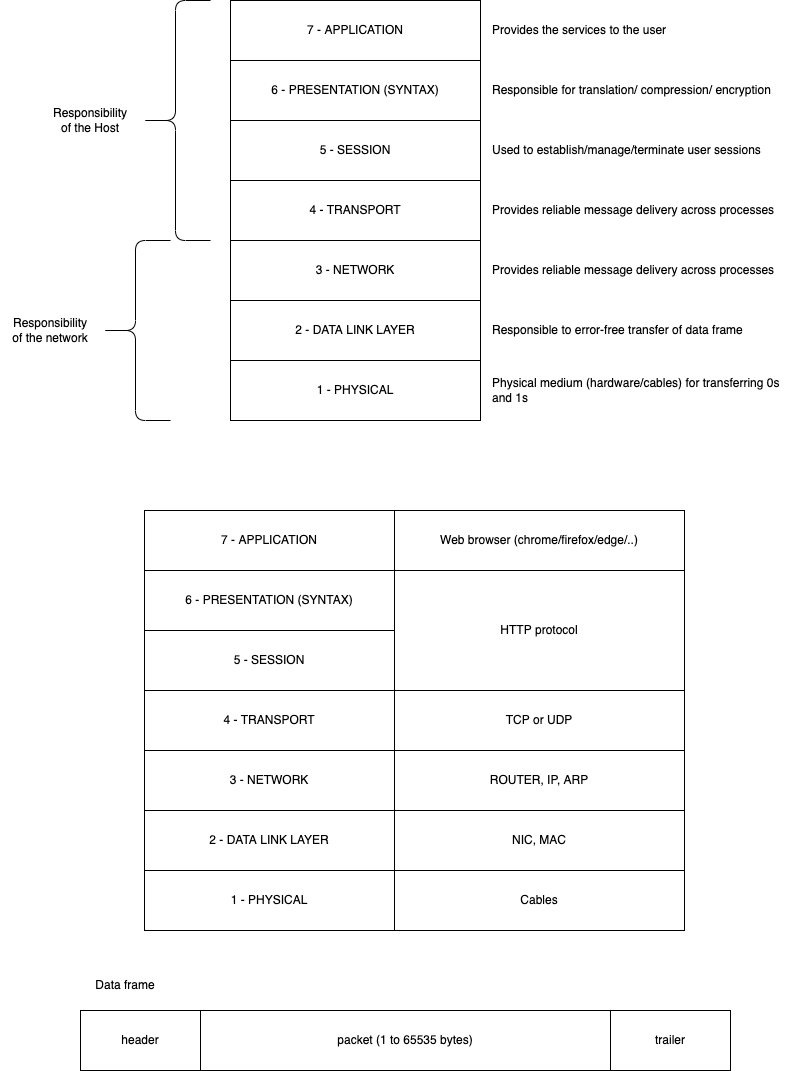 7 - APPLICATION
Provides the services to the user
6 - PRESENTATION (SYNTAX)
Responsible for translation/ compression/ encryption
Responsibility
of the Host
5 - SESSION
Used to establish/manage/terminate user sessions
4 - TRANSPORT
Provides reliable message delivery across processes
3 - NETWORK
Provides reliable message delivery across processes
Responsibility
of the network
2 - DATA LINK LAYER
Responsible to error-free transfer of data frame
1 - PHYSICAL
Physical medium (hardware/cables) for transferring 0s
and 1s
7 - APPLICATION
Web browser (chrome/firefox/edge/..)
6 - PRESENTATION (SYNTAX)
HTTP protocol
5 - SESSION
4 - TRANSPORT
TCP or UDP
3 - NETWORK
ROUTER, IP, ARP
2 - DATA LINK LAYER
NIC, MAC
1 - PHYSICAL
Cables
Data frame
header
packet (1 to 65535 bytes)
trailer